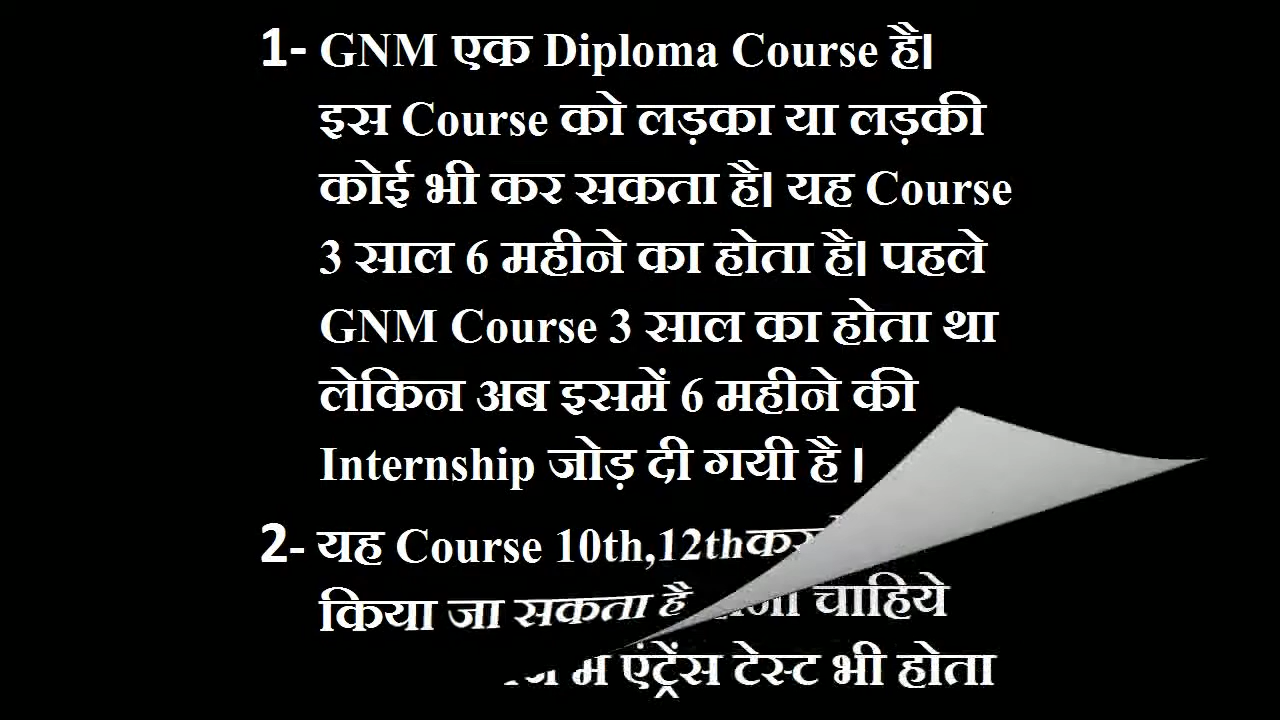 1- GNM एक Diploma Course है।
इस Course को लड़का या लड़की
कोई भी कर सकता है। यह Course
3 साल 6 महीने का होता है। पहले
GNM Course 3 साल का होता था
लेकिन अब इसमें 6 महीने की
Internship जोड़ दी गयी है ।
2- यह Course 10th,12th
किया जा सकता है चाहिये
एंट्रेंस टेस्ट भी होता